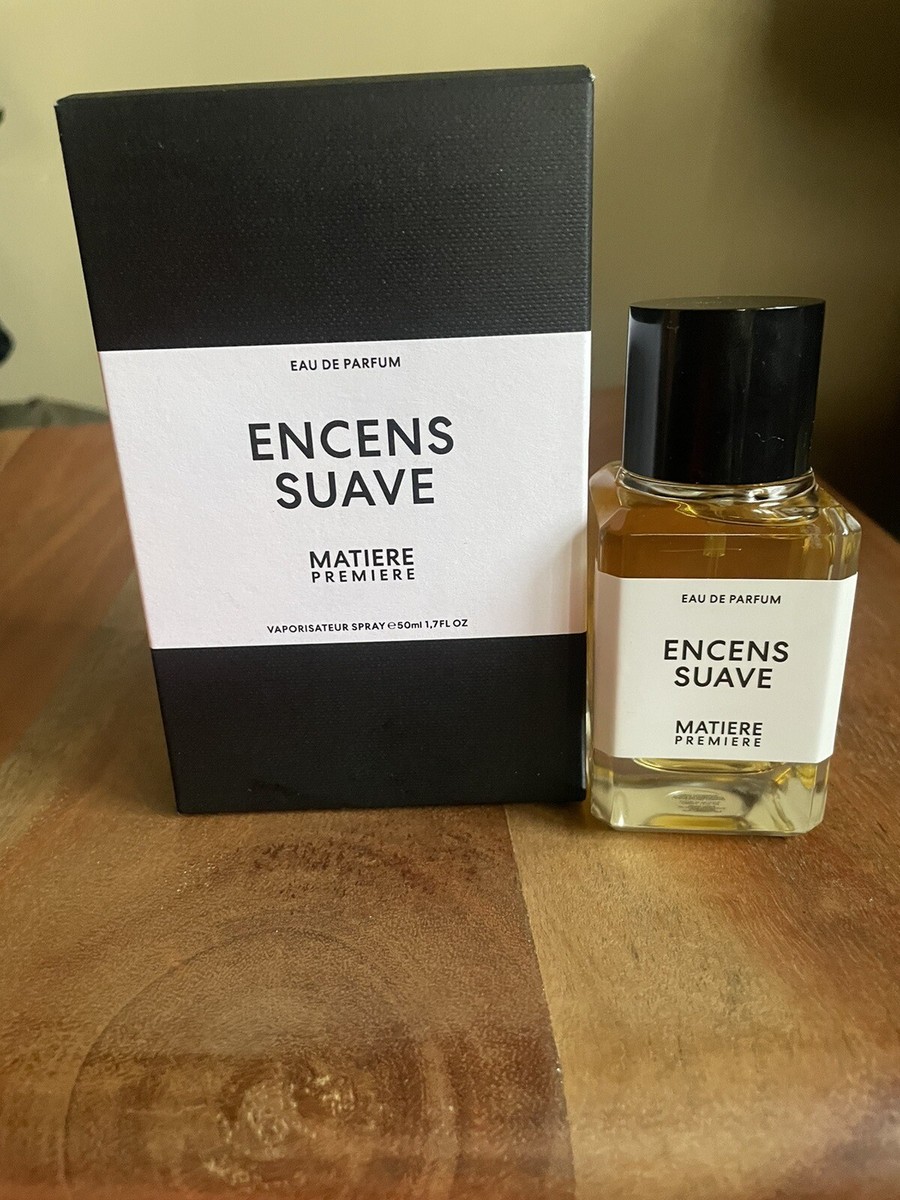 EAU DE PARFUM
ENCENS
SUAVE
MATIERE
PREMIERE
VAPORISATEUR SPRAY ℮50ml 1,7FL OZ
EAU DE PARFUM
ENCENS
SUAVE
MATIERE
PREMIERE